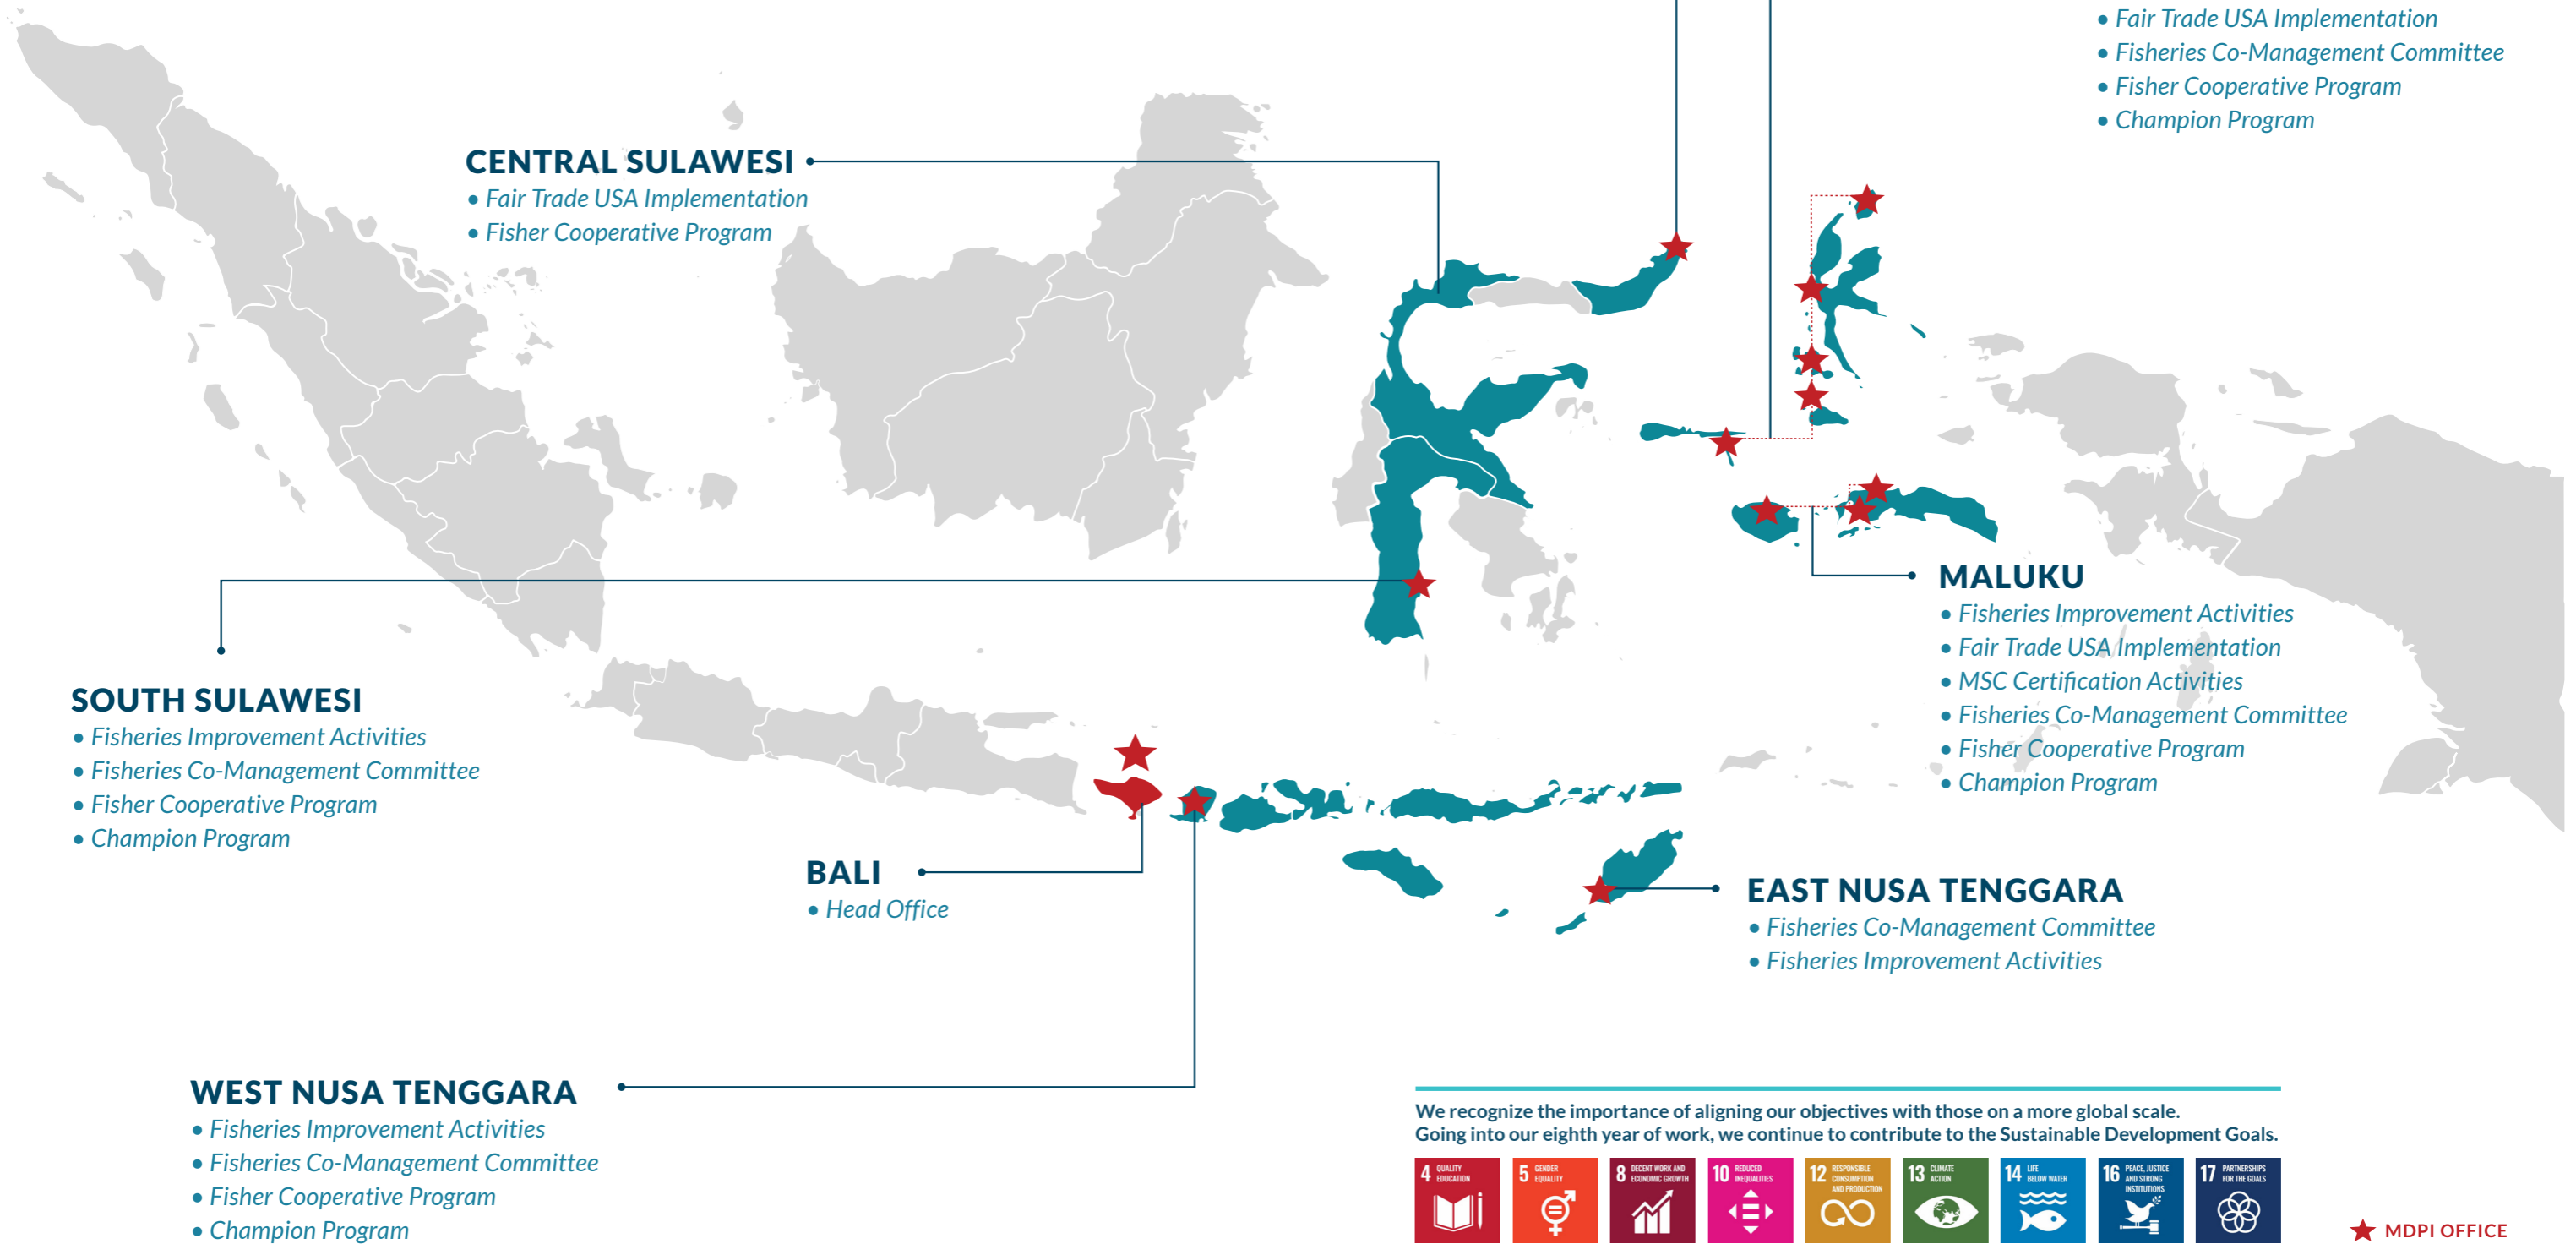 • Fair Trade USA Implementation
• Fisheries Co-Management Committee
• Fisher Cooperative Program
• Champion Program
CENTRAL SULAWESI
• Fair Trade USA Implementation
• Fisher Cooperative Program
MALUKU
• Fisheries Improvement Activities
• Fair Trade USA Implementation
• MSC Certification Activities
• Fisheries Co-Management Committee
• Fisher Cooperative Program
• Champion Program
SOUTH SULAWESI
• Fisheries Improvement Activities
• Fisheries Co-Management Committee
• Fisher Cooperative Program
• Champion Program
BALI
• Head Office
EAST NUSA TENGGARA
• Fisheries Co-Management Committee
• Fisheries Improvement Activities
WEST NUSA TENGGARA
• Fisheries Improvement Activities
• Fisheries Co-Management Committee
• Fisher Cooperative Program
• Champion Program
We recognize the importance of aligning our objectives with those on a more global scale.
Going into our eighth year of work, we continue to contribute to the Sustainable Development Goals.
4 QUALITY
EDUCATION
5 GENDER
EQUALITY
8 DECENT WORK AND
ECONOMIC GROWTH
10 REDUCED
INEQUALITIES
12 RESPONSIBLE
CONSUMPTION
AND PRODUCTION
13 CLIMATE
ACTION
14 LIFE
BELOW WATER
16 PEACE, JUSTICE
AND STRONG
INSTITUTIONS
17 PARTNERSHIPS
FOR THE GOALS
MDPI OFFICE